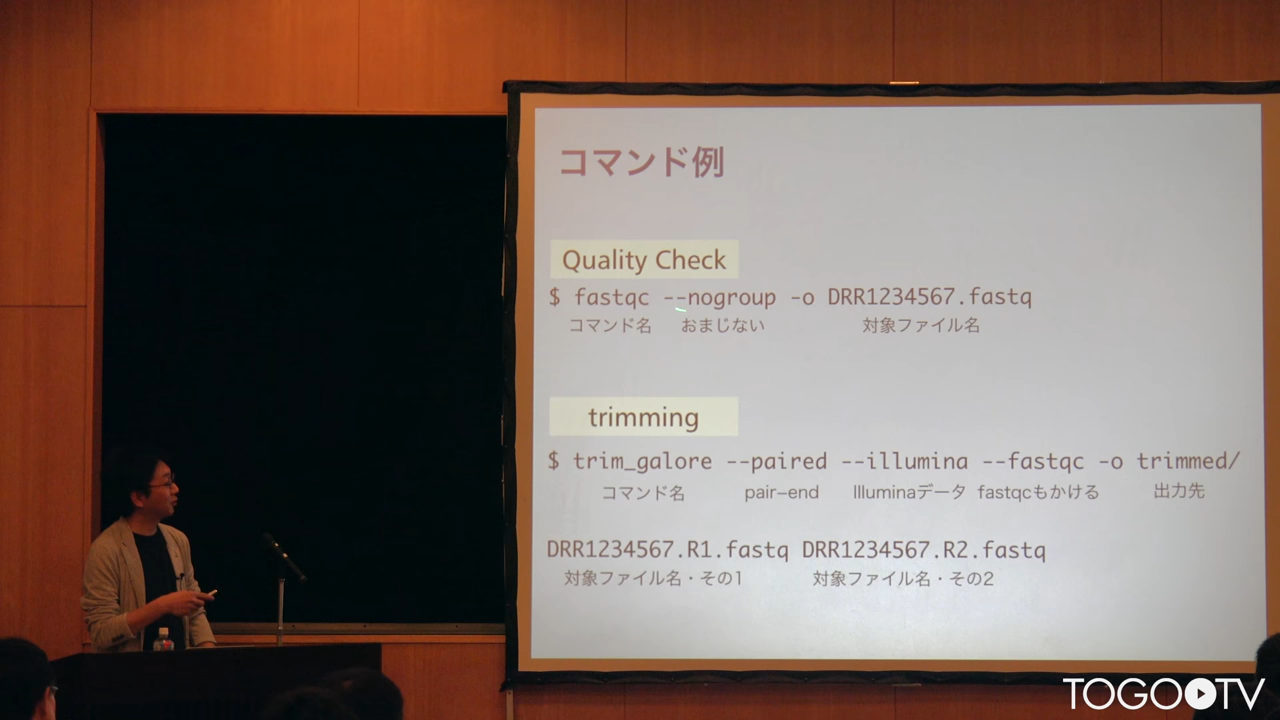 コマンド例
Quality Check
$ fastqc --nogroup -o DRR1234567.fastq
コマンド名 おまじない 対象ファイル名
trimming
$ trim_galore --paired --illumina --fastqc -o trimmed/
コマンド名 pair-end Illuminaデータ fastqcもかける 出力先
DRR1234567.R1.fastq DRR1234567.R2.fastq
対象ファイル名・その1 対象ファイル名・その2
TOGOTV